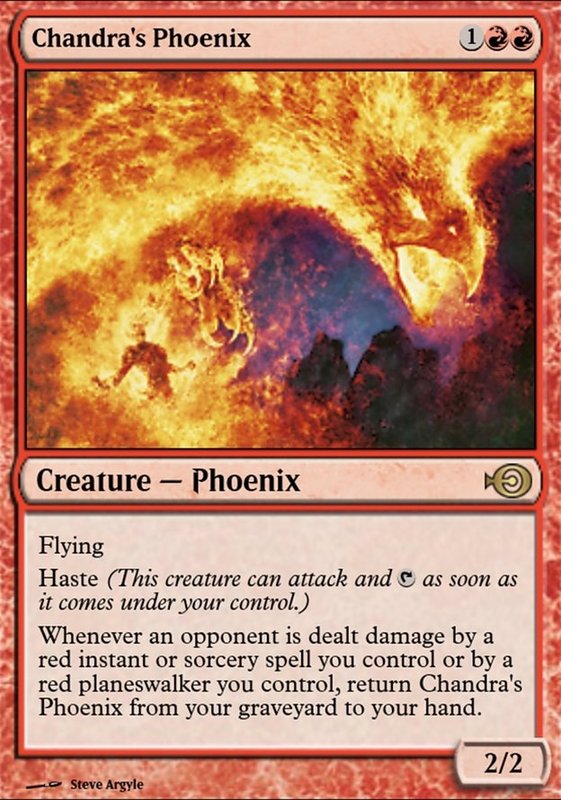 Chandra's Phoenix 1
Creature — Phoenix
Flying
Haste (This creature can attack and as soon as
it comes under your control.)
Whenever an opponent is dealt damage by a
red instant or sorcery spell you control or by a
red planeswalker you control, return Chandra's
Phoenix from your graveyard to your hand.
2/2
Steve Argyle